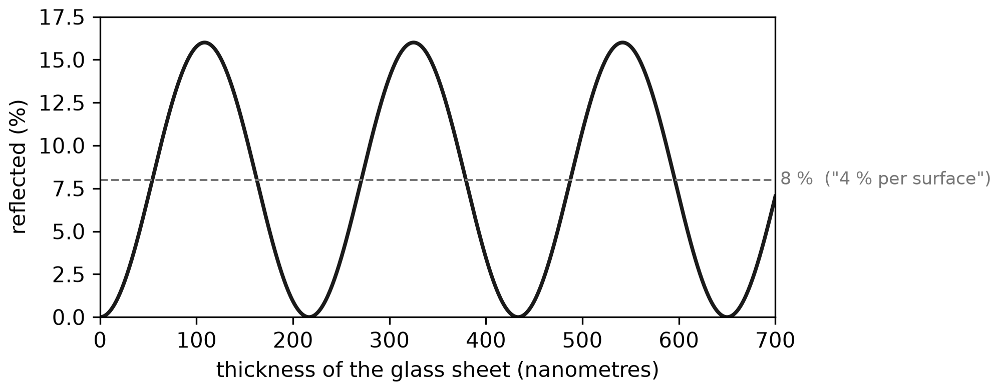 17.5
15.0
12.5
10.0
7.5
5.0
2.5
0.0
reflected (%)
8 % ("4 % per surface")
0 100 200 300 400 500 600 700
thickness of the glass sheet (nanometres)